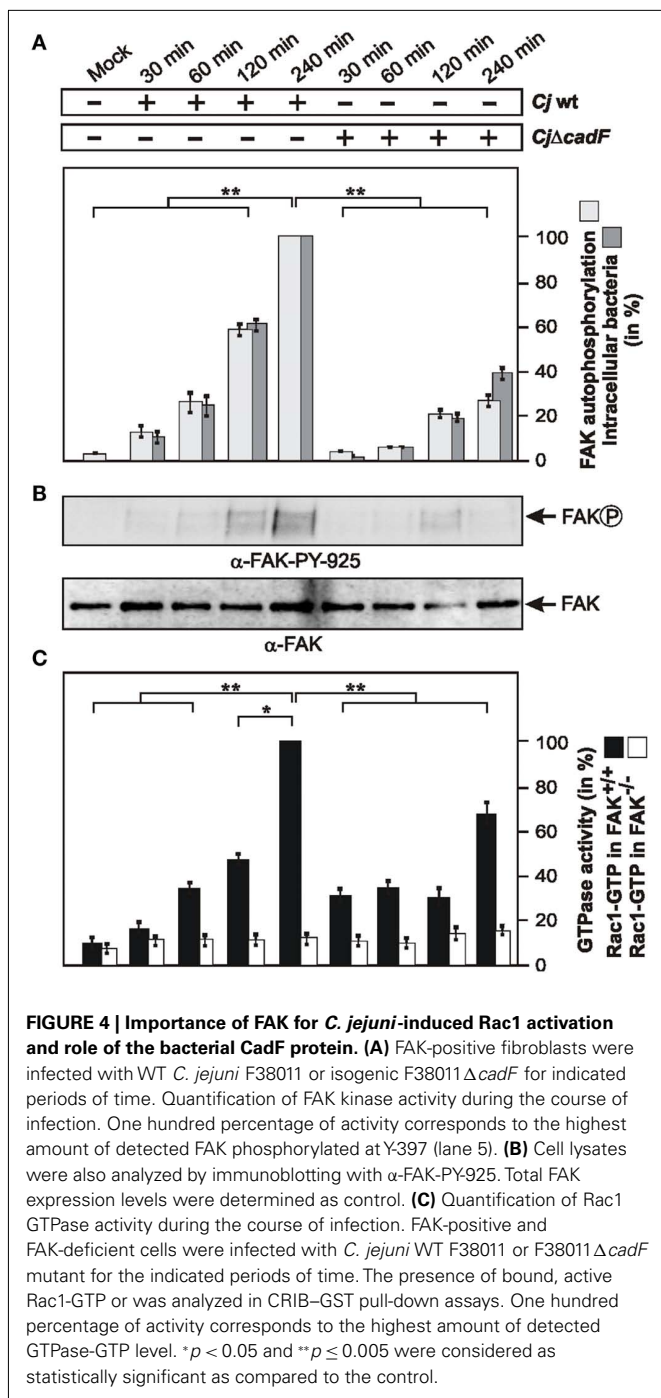 A
Mock 30 min 60 min 120 min 240 min 30 min 60 min 120 min 240 min
– + + + + – – – – Cj wt
– – – – – + + + + CjΔcadF
** **
100
80
60
40
20
0
FAK autophosphorylation
Intracellular bacteria
(in %)
B
FAKⓅ
α-FAK-PY-925
FAK
α-FAK
C
** **
*
100
80
60
40
20
0
GTPase activity (in %)
Rac1-GTP in FAK+/+
Rac1-GTP in FAK-/-
FIGURE 4 | Importance of FAK for C. jejuni-induced Rac1 activation
and role of the bacterial CadF protein. (A) FAK-positive fibroblasts were
infected with WT C. jejuni F38011 or isogenic F38011ΔcadF for indicated
periods of time. Quantification of FAK kinase activity during the course of
infection. One hundred percentage of activity corresponds to the highest
amount of detected FAK phosphorylated at Y-397 (lane 5). (B) Cell lysates
were also analyzed by immunoblotting with α-FAK-PY-925. Total FAK
expression levels were determined as control. (C) Quantification of Rac1
GTPase activity during the course of infection. FAK-positive and
FAK-deficient cells were infected with C. jejuni WT F38011 or F38011ΔcadF
mutant for the indicated periods of time. The presence of bound, active
Rac1-GTP or was analyzed in CRIB–GST pull-down assays. One hundred
percentage of activity corresponds to the highest amount of detected
GTPase-GTP level. *p < 0.05 and **p ≤ 0.005 were considered as
statistically significant as compared to the control.